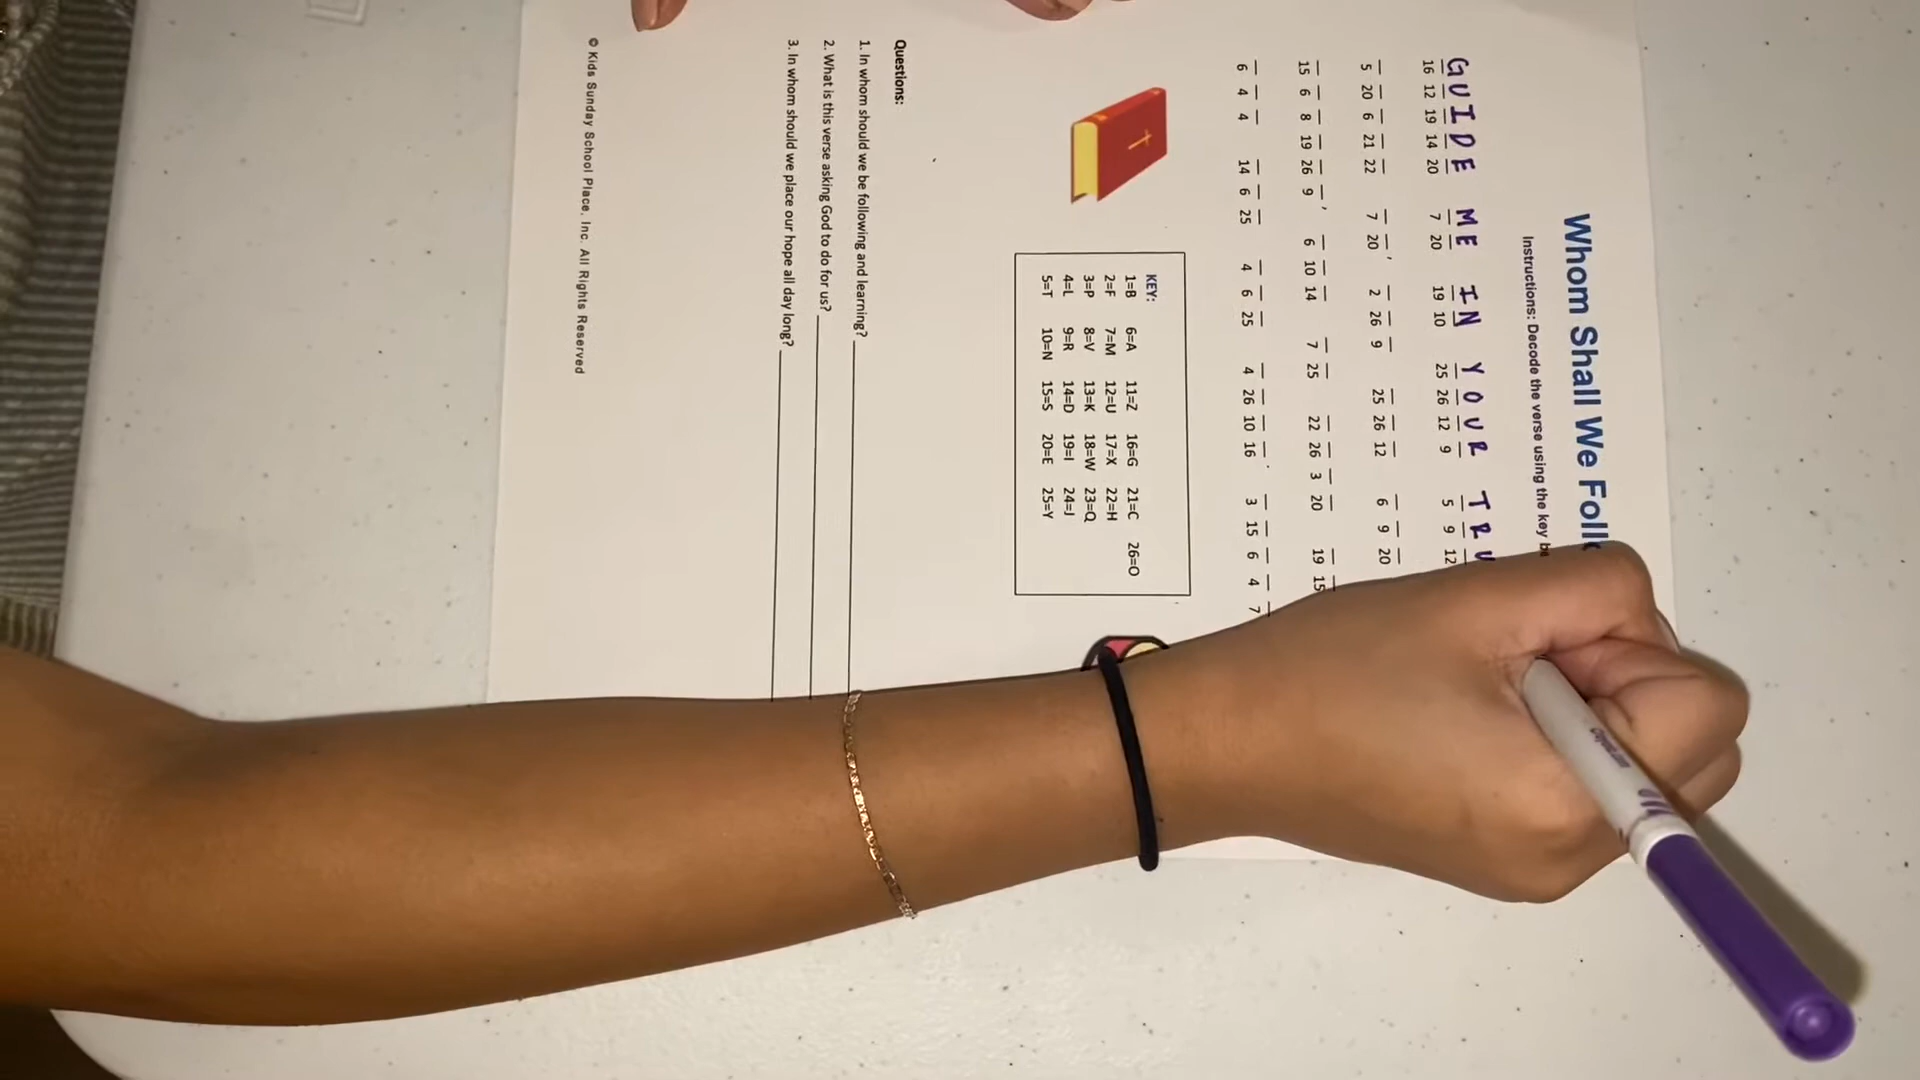 Whom Shall We Foll
Instructions: Decode the verse using the key be
GUIDE ME IN YOUR TRU
16 12 19 14 20 7 20 19 10 25 26 12 9 5 9 12
5 20 6 21 22 7 20 , 2 26 9 25 26 12 6 9 20
15 6 8 19 26 9 , 6 10 14 7 25 22 26 3 20 19 15
6 4 4 14 6 25 4 6 25 4 26 10 16 . 3 15 6 4 7
KEY:
1=B 6=A 11=Z 16=G 21=C 26=O
2=F 7=M 12=U 17=X 22=H
3=P 8=V 13=K 18=W 23=Q
4=L 9=R 14=D 19=I 24=J
5=T 10=N 15=S 20=E 25=Y
Questions:
1. In whom should we be following and learning?
2. What is this verse asking God to do for us?
3. In whom should we place our hope all day long?
© Kids Sunday School Place, Inc. All Rights Reserved